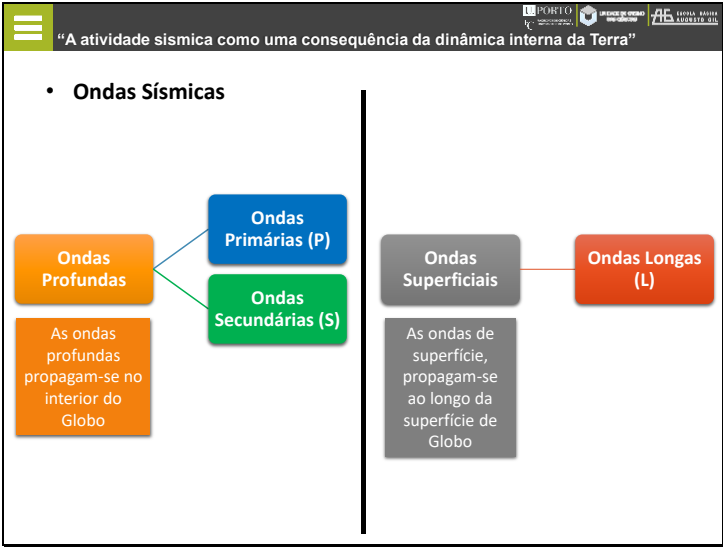 U. PORTO
ESCOLA BÁSICA
AUGUSTO GIL
“A atividade sismica como uma consequência da dinâmica interna da Terra”
• Ondas Sísmicas
Ondas
Profundas
Ondas
Primárias (P)
Ondas
Secundárias (S)
As ondas
profundas
propagam-se no
interior do
Globo
Ondas
Superficiais
Ondas Longas
(L)
As ondas de
superfície,
propagam-se
ao longo da
superfície de
Globo